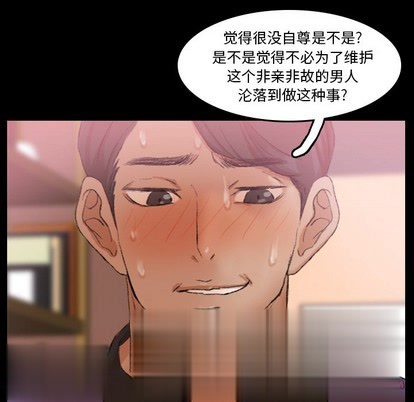 觉得很没自尊是不是?
是不是觉得不必为了维护
这个非亲非故的男人
沦落到做这种事?